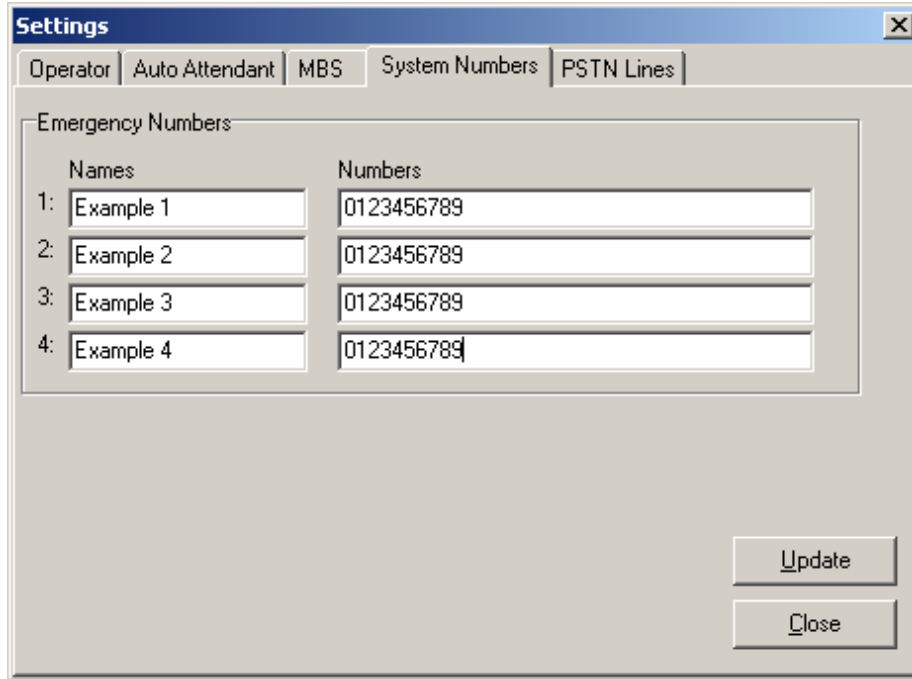 Settings
Operator Auto Attendant MBS System Numbers PSTN Lines
Emergency Numbers
Names Numbers
1: Example 1 0123456789
2: Example 2 0123456789
3: Example 3 0123456789
4: Example 4 0123456789
Update
Close